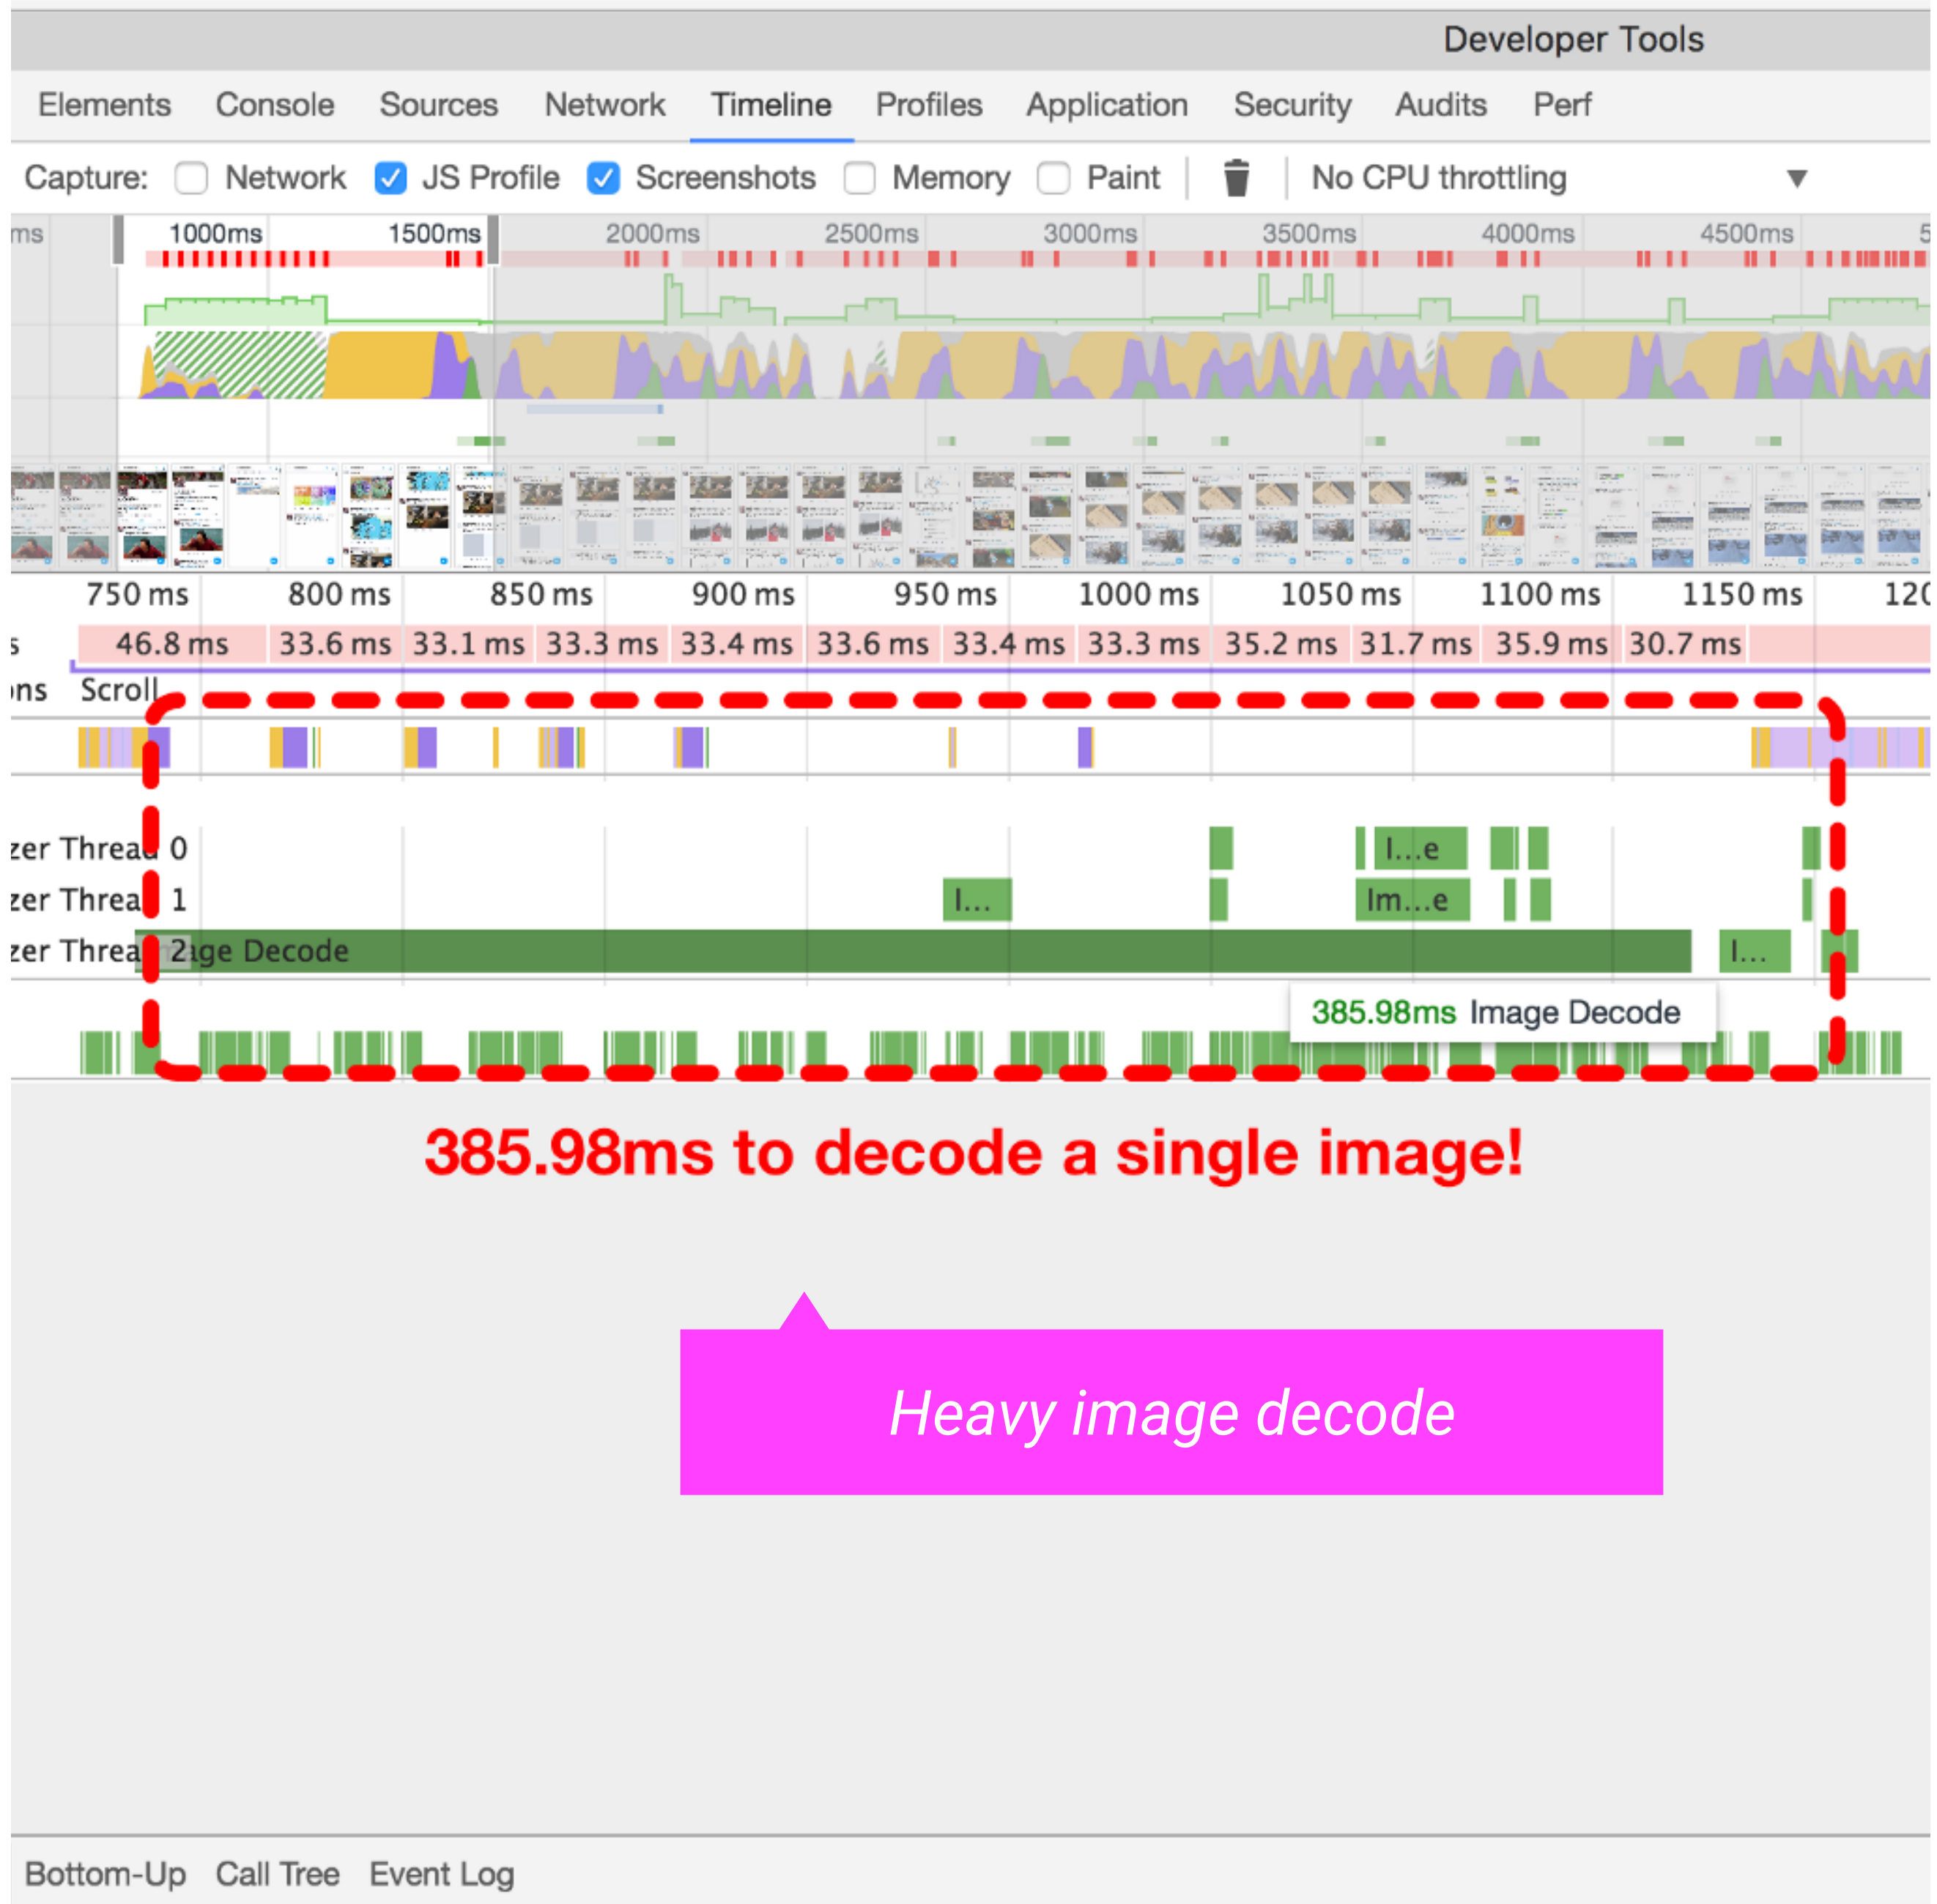 Developer Tools
Elements Console Sources Network Timeline Profiles Application Security Audits Perf
Capture: Network JS Profile Screenshots Memory Paint No CPU throttling
ms 1000ms 1500ms 2000ms 2500ms 3000ms 3500ms 4000ms 4500ms 5
750 ms 800 ms 850 ms 900 ms 950 ms 1000 ms 1050 ms 1100 ms 1150 ms 120
s 46.8 ms 33.6 ms 33.1 ms 33.3 ms 33.4 ms 33.6 ms 33.4 ms 33.3 ms 35.2 ms 31.7 ms 35.9 ms 30.7 ms
ons Scroll
zer Thread 0 I...e
zer Threa 1 I... Im...e
zer Threa 2 age Decode I...
385.98ms Image Decode
385.98ms to decode a single image!
Heavy image decode
Bottom-Up Call Tree Event Log